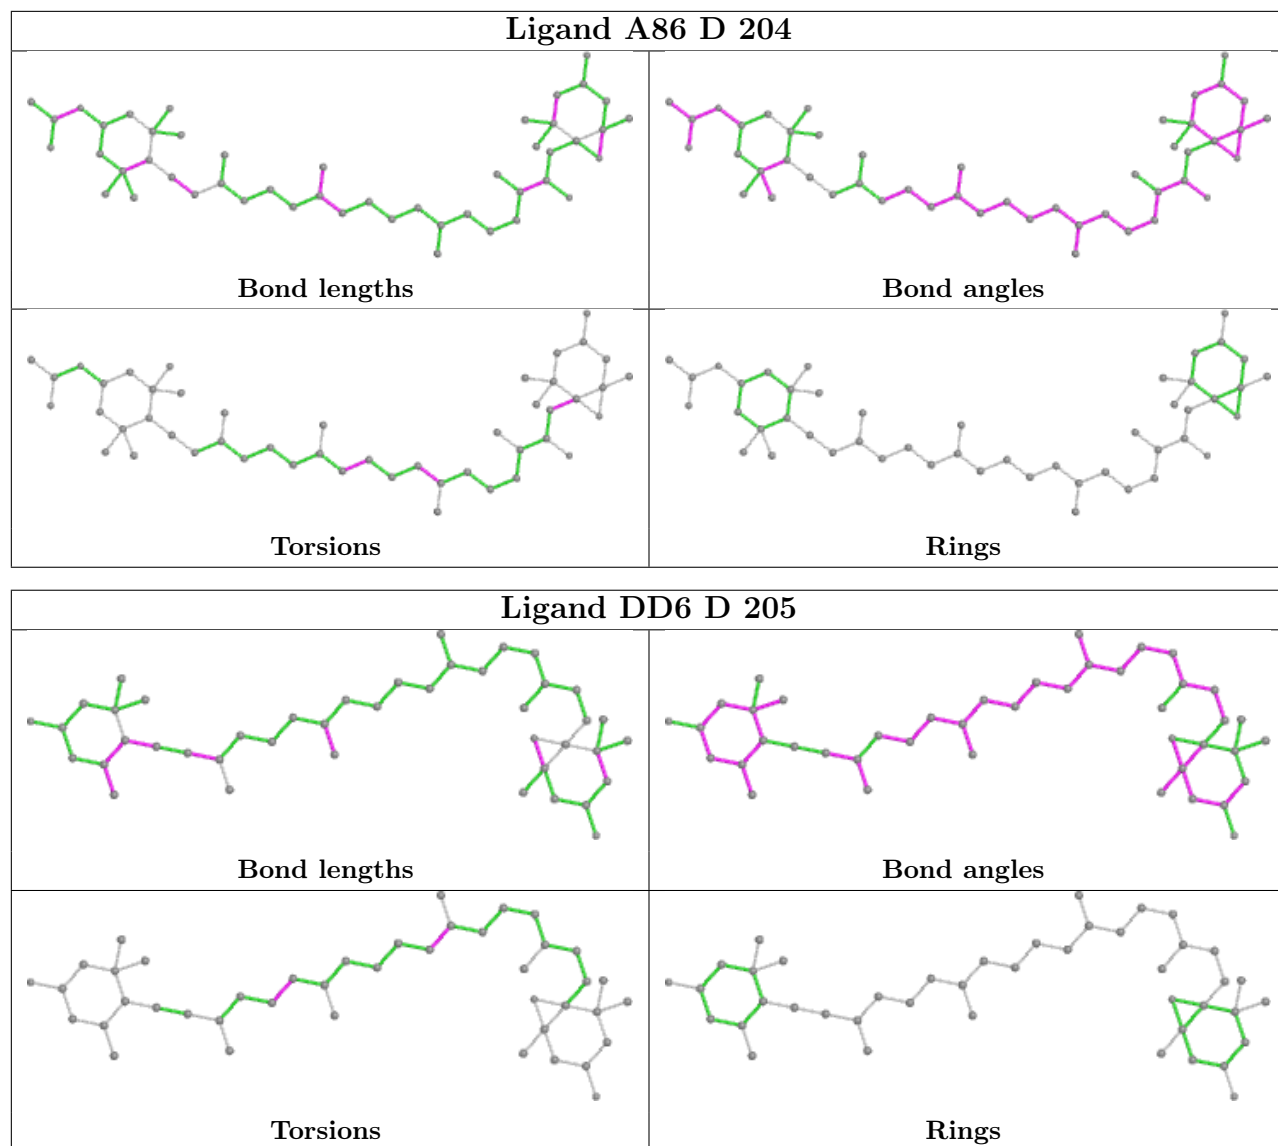 Ligand A86 D 204
Bond lengths
Bond angles
Torsions
Rings
Ligand DD6 D 205
Bond lengths
Bond angles
Torsions
Rings